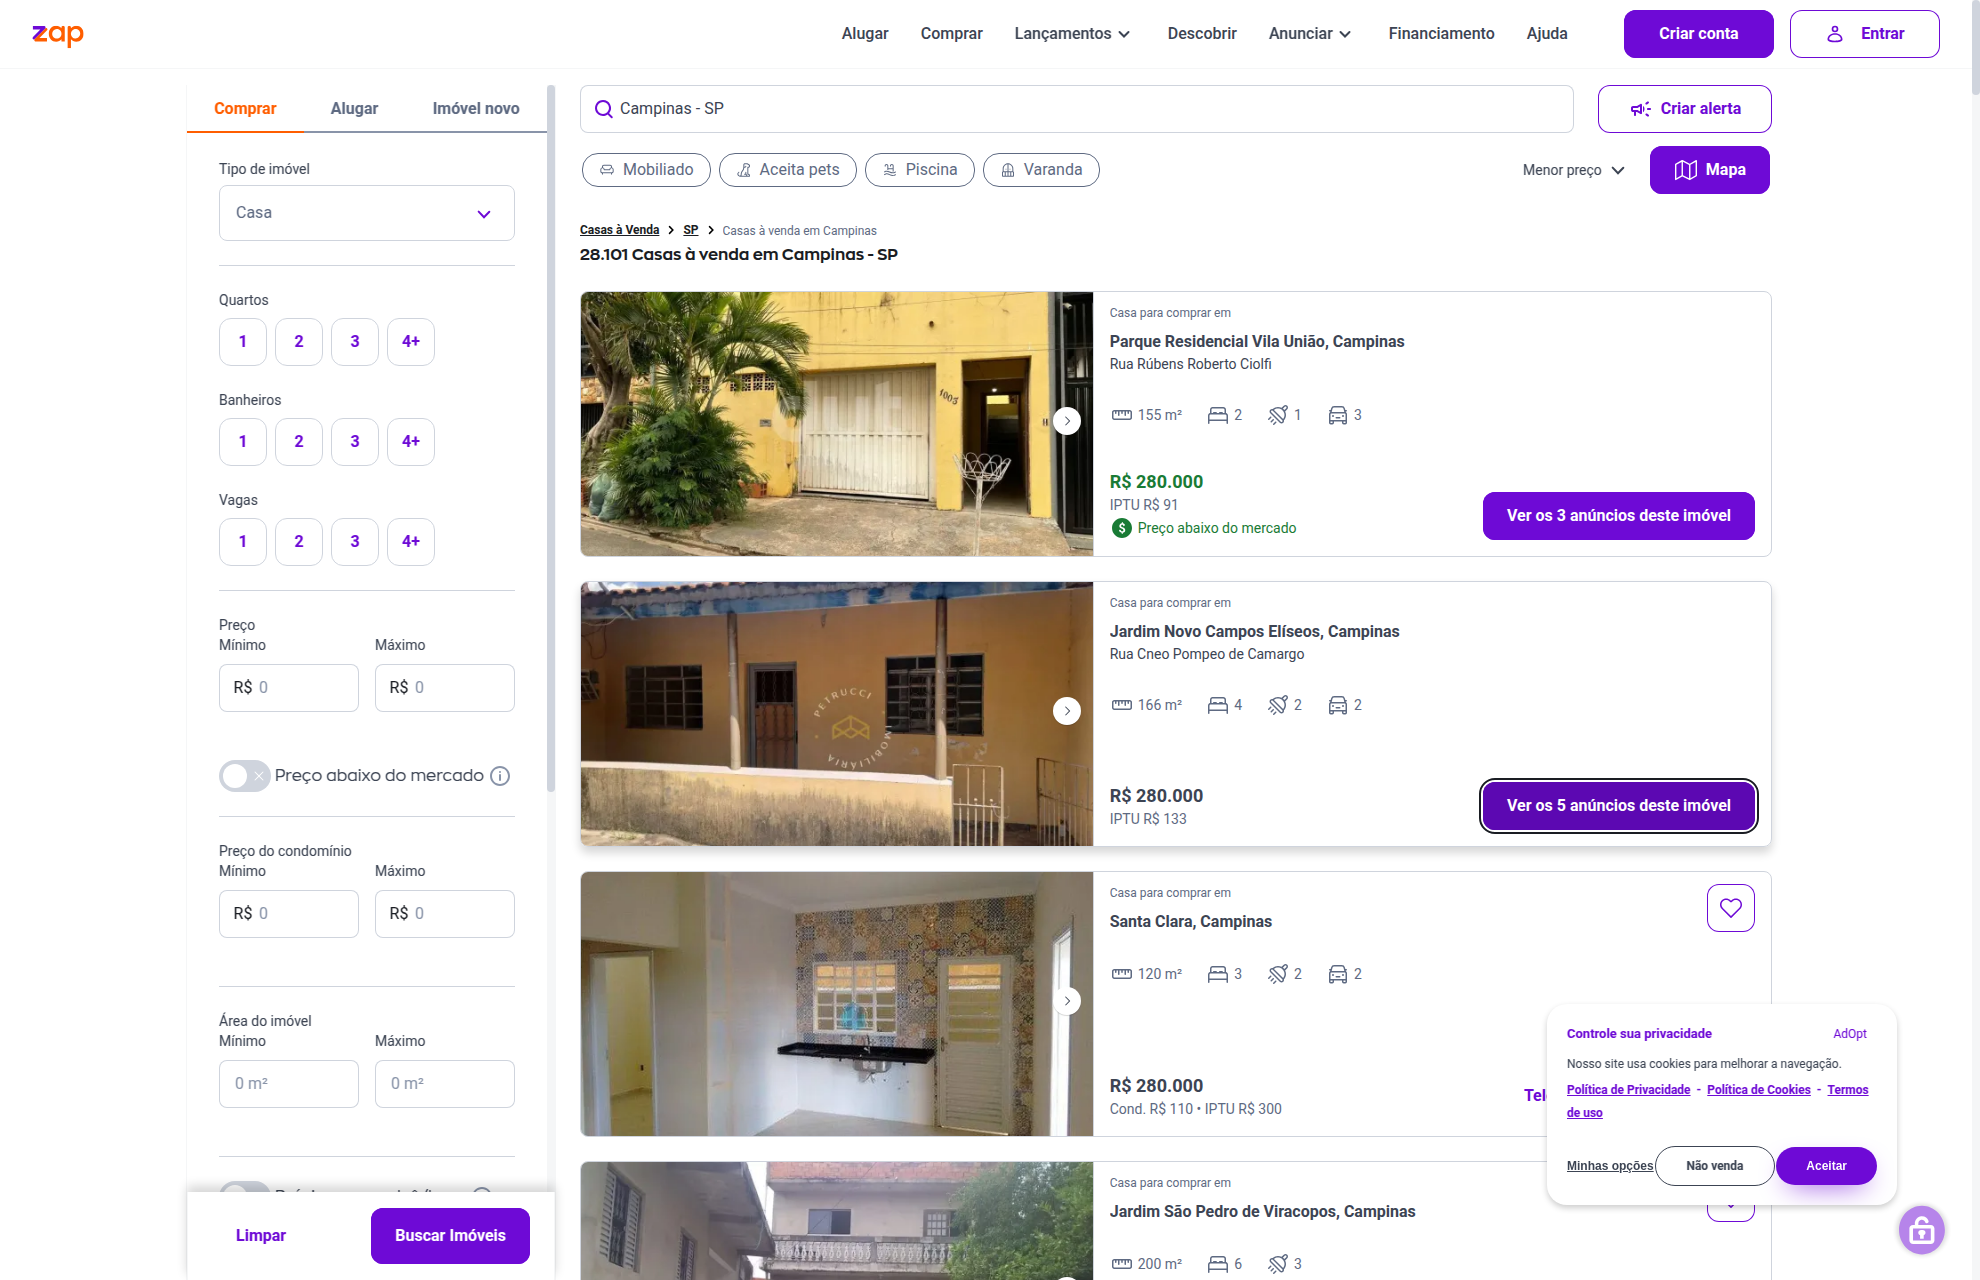 zap
Alugar
Comprar
Lançamentos
Descobrir
Anunciar
Financiamento
Ajuda
Criar conta
Entrar
Comprar
Alugar
Imóvel novo
Tipo de imóvel
Casa
Quartos
1
2
3
4+
Banheiros
1
2
3
4+
Vagas
1
2
3
4+
Preço
Mínimo
Máximo
R$ 0
R$ 0
Preço abaixo do mercado
Preço do condomínio
Mínimo
Máximo
R$ 0
R$ 0
Área do imóvel
Mínimo
Máximo
0 m²
0 m²
Limpar
Buscar Imóveis
Campinas - SP
Criar alerta
Mobiliado
Aceita pets
Piscina
Varanda
Menor preço
Mapa
Casas à Venda
SP
Casas à venda em Campinas
28.101 Casas à venda em Campinas - SP
1005
Casa para comprar em
Parque Residencial Vila União, Campinas
Rua Rúbens Roberto Ciolfi
155 m²
2
1
3
R$ 280.000
IPTU R$ 91
Preço abaixo do mercado
Ver os 3 anúncios deste imóvel
PETRUCCI
IMOBILIÁRIA
Casa para comprar em
Jardim Novo Campos Elíseos, Campinas
Rua Cneo Pompeo de Camargo
166 m²
4
2
2
R$ 280.000
IPTU R$ 133
Ver os 5 anúncios deste imóvel
Casa para comprar em
Santa Clara, Campinas
120 m²
3
2
2
R$ 280.000
Cond. R$ 110 • IPTU R$ 300
Casa para comprar em
Jardim São Pedro de Viracopos, Campinas
200 m²
6
3
Controle sua privacidade
AdOpt
Nosso site usa cookies para melhorar a navegação.
Política de Privacidade - Política de Cookies - Termos
de uso
Minhas opções
Não venda
Aceitar